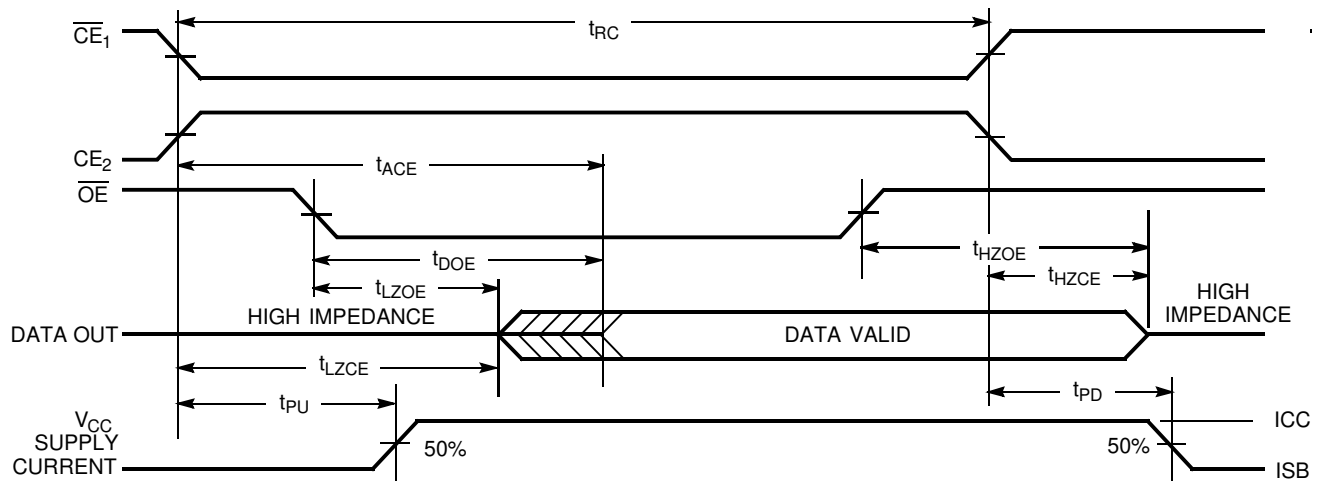 CE1
tRC
CE2
tACE
OE
tHZOE
tDOE
tHZCE
tLZOE
HIGH
IMPEDANCE
HIGH IMPEDANCE
DATA OUT
DATA VALID
tLZCE
tPU
tPD
VCC
SUPPLY
CURRENT
50%
50%
ICC
ISB